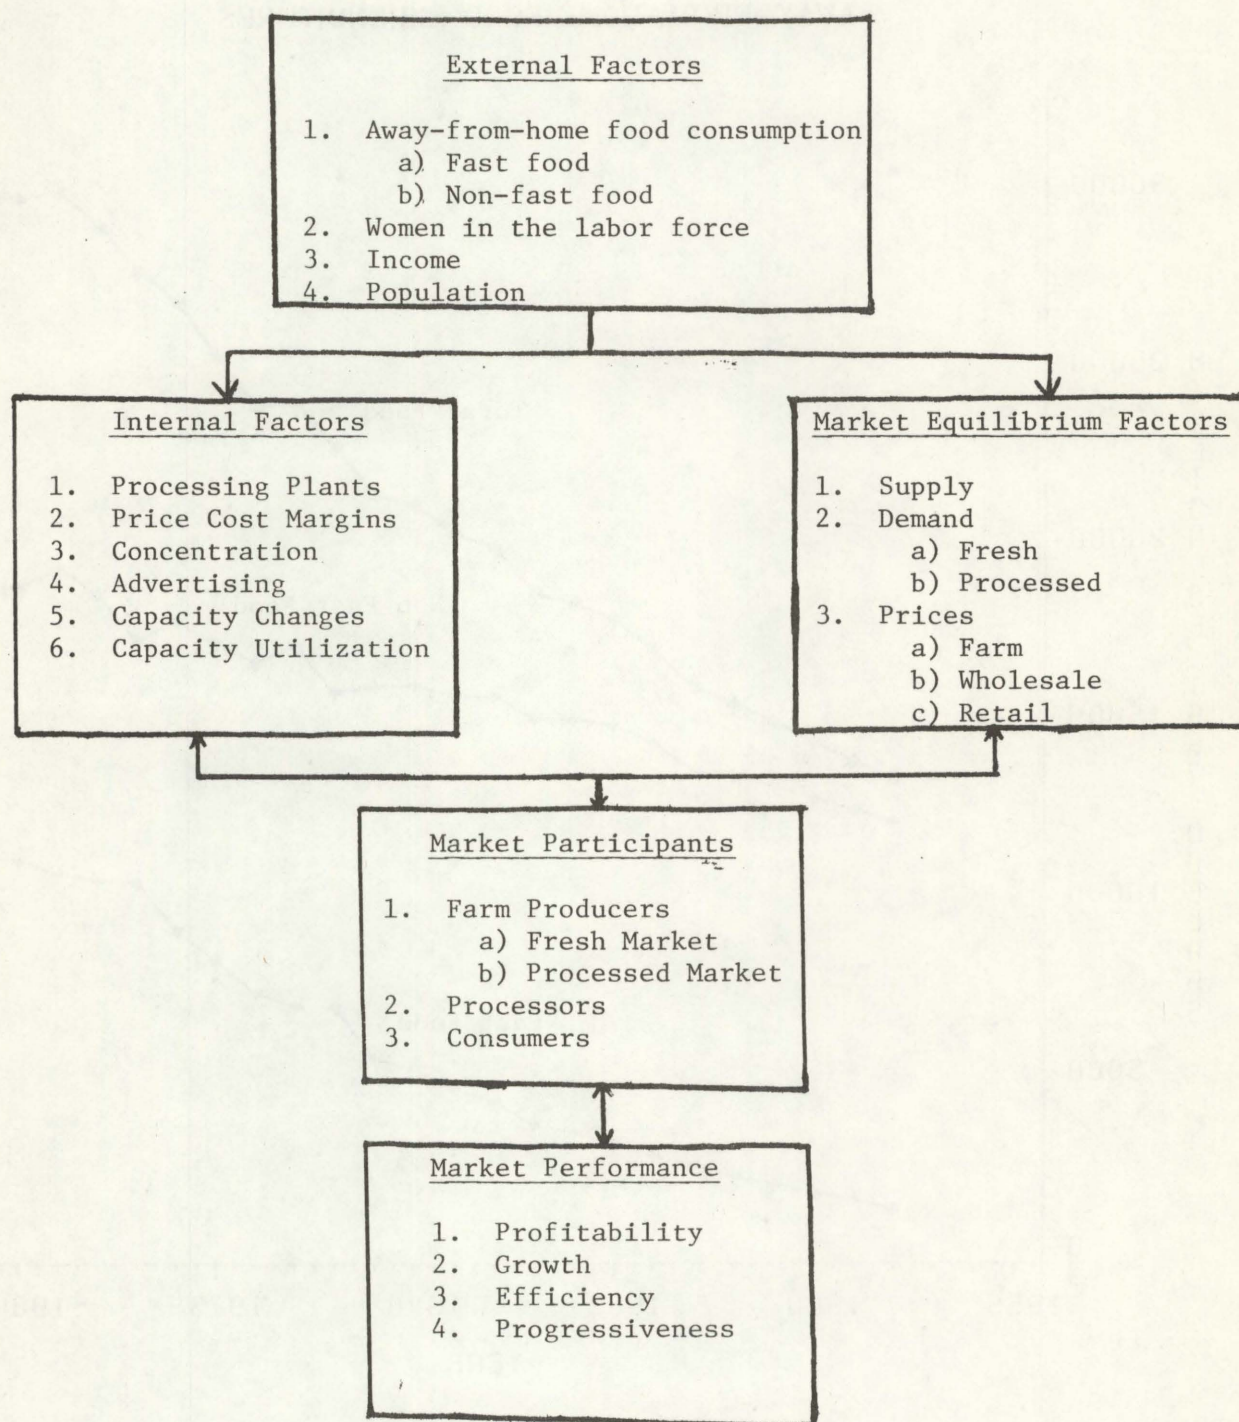 External Factors
1. Away-from-home food consumption
a) Fast food
b) Non-fast food
2. Women in the labor force
3. Income
4. Population
Internal Factors
1. Processing Plants
2. Price Cost Margins
3. Concentration
4. Advertising
5. Capacity Changes
6. Capacity Utilization
Market Equilibrium Factors
1. Supply
2. Demand
a) Fresh
b) Processed
3. Prices
a) Farm
b) Wholesale
c) Retail
Market Participants
1. Farm Producers
a) Fresh Market
b) Processed Market
2. Processors
3. Consumers
Market Performance
1. Profitability
2. Growth
3. Efficiency
4. Progressiveness